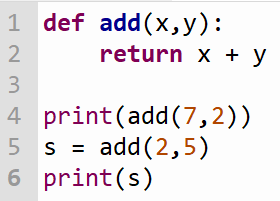 1 def add(x,y):
2     return x + y
3
4 print(add(7,2))
5 s = add(2,5)
6 print(s)